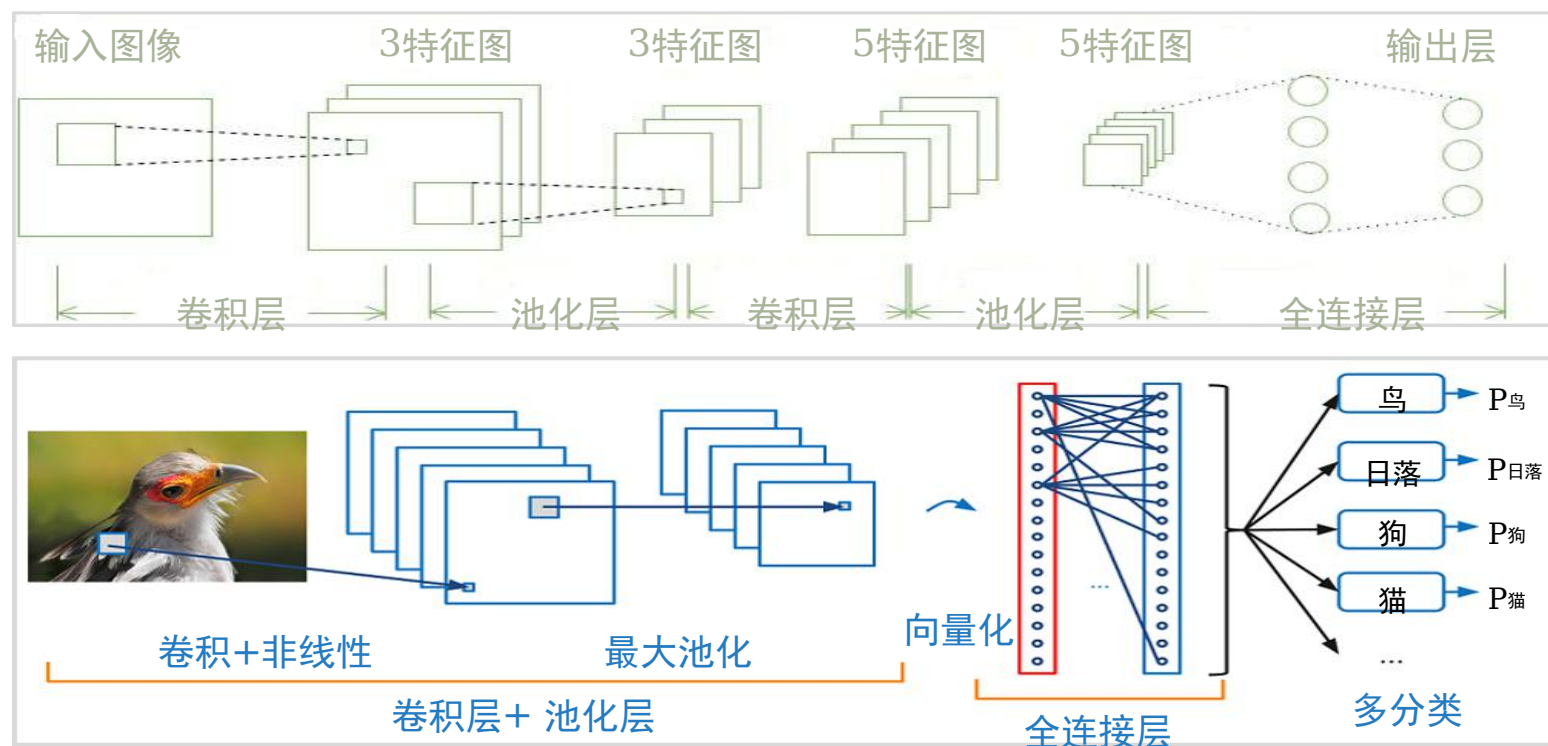 输入图像 3特征图 3特征图 5特征图 5特征图 输出层
卷积层 池化层 卷积层 池化层 全连接层
鸟 P鸟
日落 P日落
狗 P狗
猫 P猫
...
...
卷积+非线性 最大池化 向量化
卷积层+ 池化层 全连接层 多分类